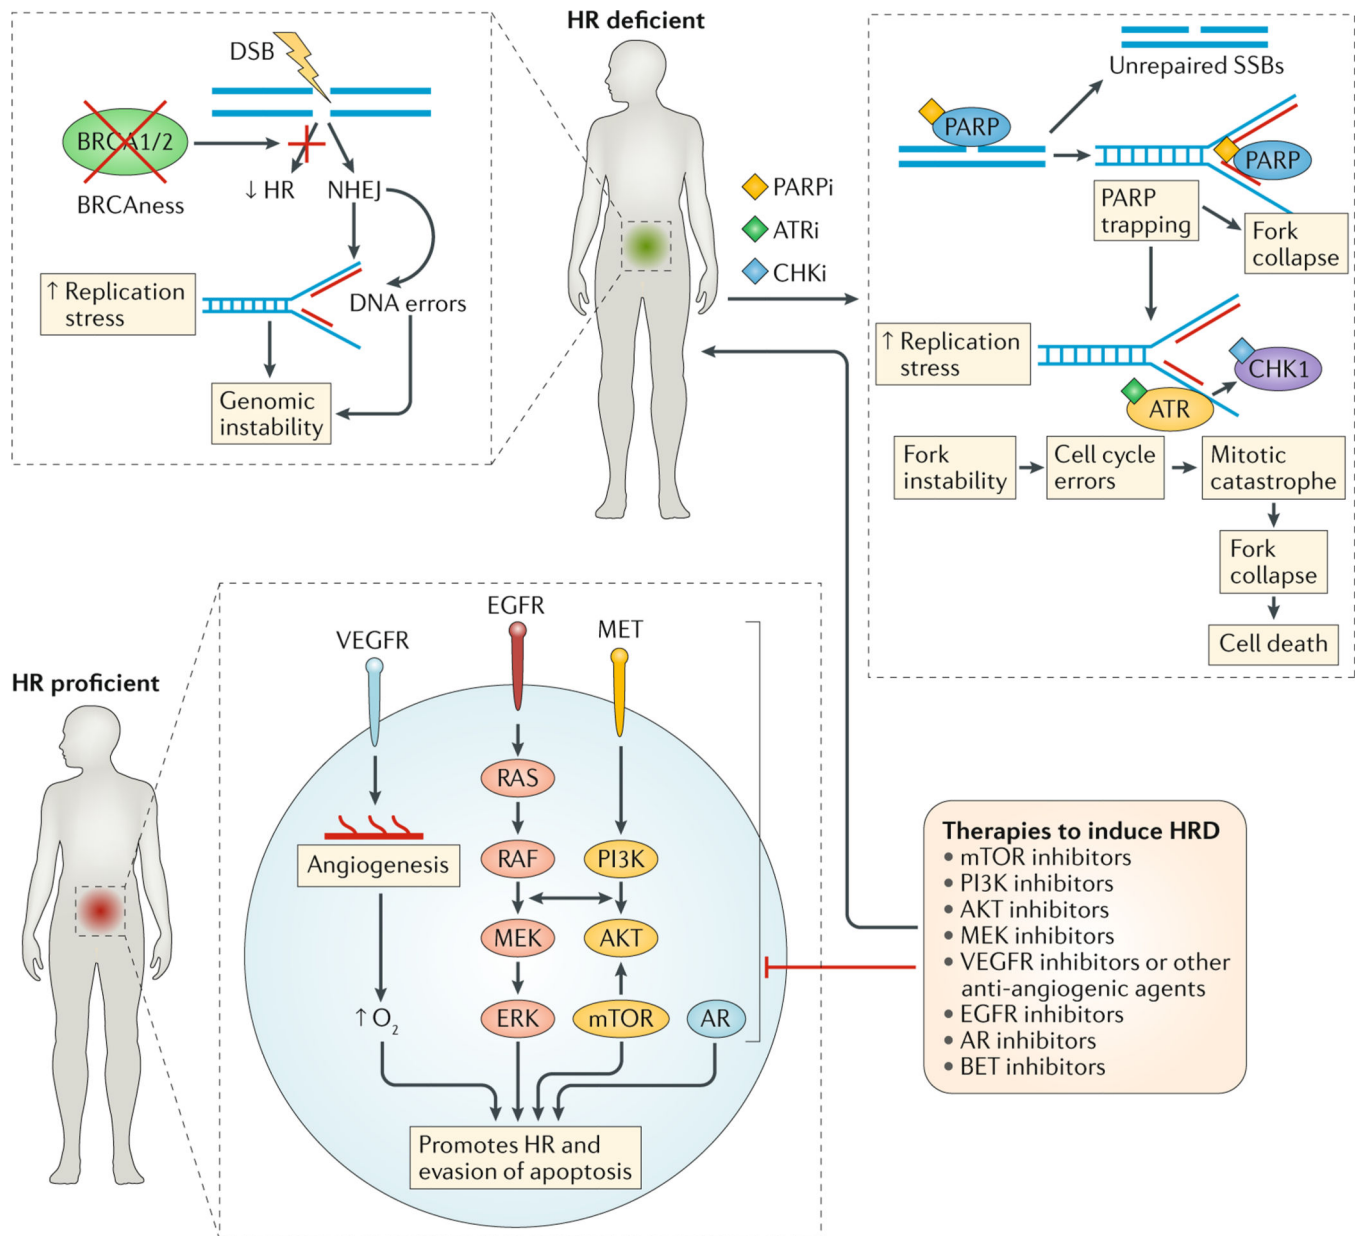 HR deficient
DSB
BRCA1/2
BRCAness
↓ HR
NHEJ
↑ Replication
stress
DNA errors
Genomic
instability
PARPi
ATRi
CHKi
Unrepaired SSBs
PARP
PARP
PARP
trapping
Fork
collapse
↑ Replication
stress
CHK1
ATR
Fork
instability
Cell cycle
errors
Mitotic
catastrophe
Fork
collapse
Cell death
HR proficient
VEGFR
EGFR
MET
RAS
Angiogenesis
RAF
PI3K
MEK
AKT
↑ O₂
ERK
mTOR
AR
Promotes HR and
evasion of apoptosis
Therapies to induce HRD
• mTOR inhibitors
• PI3K inhibitors
• AKT inhibitors
• MEK inhibitors
• VEGFR inhibitors or other
anti-angiogenic agents
• EGFR inhibitors
• AR inhibitors
• BET inhibitors